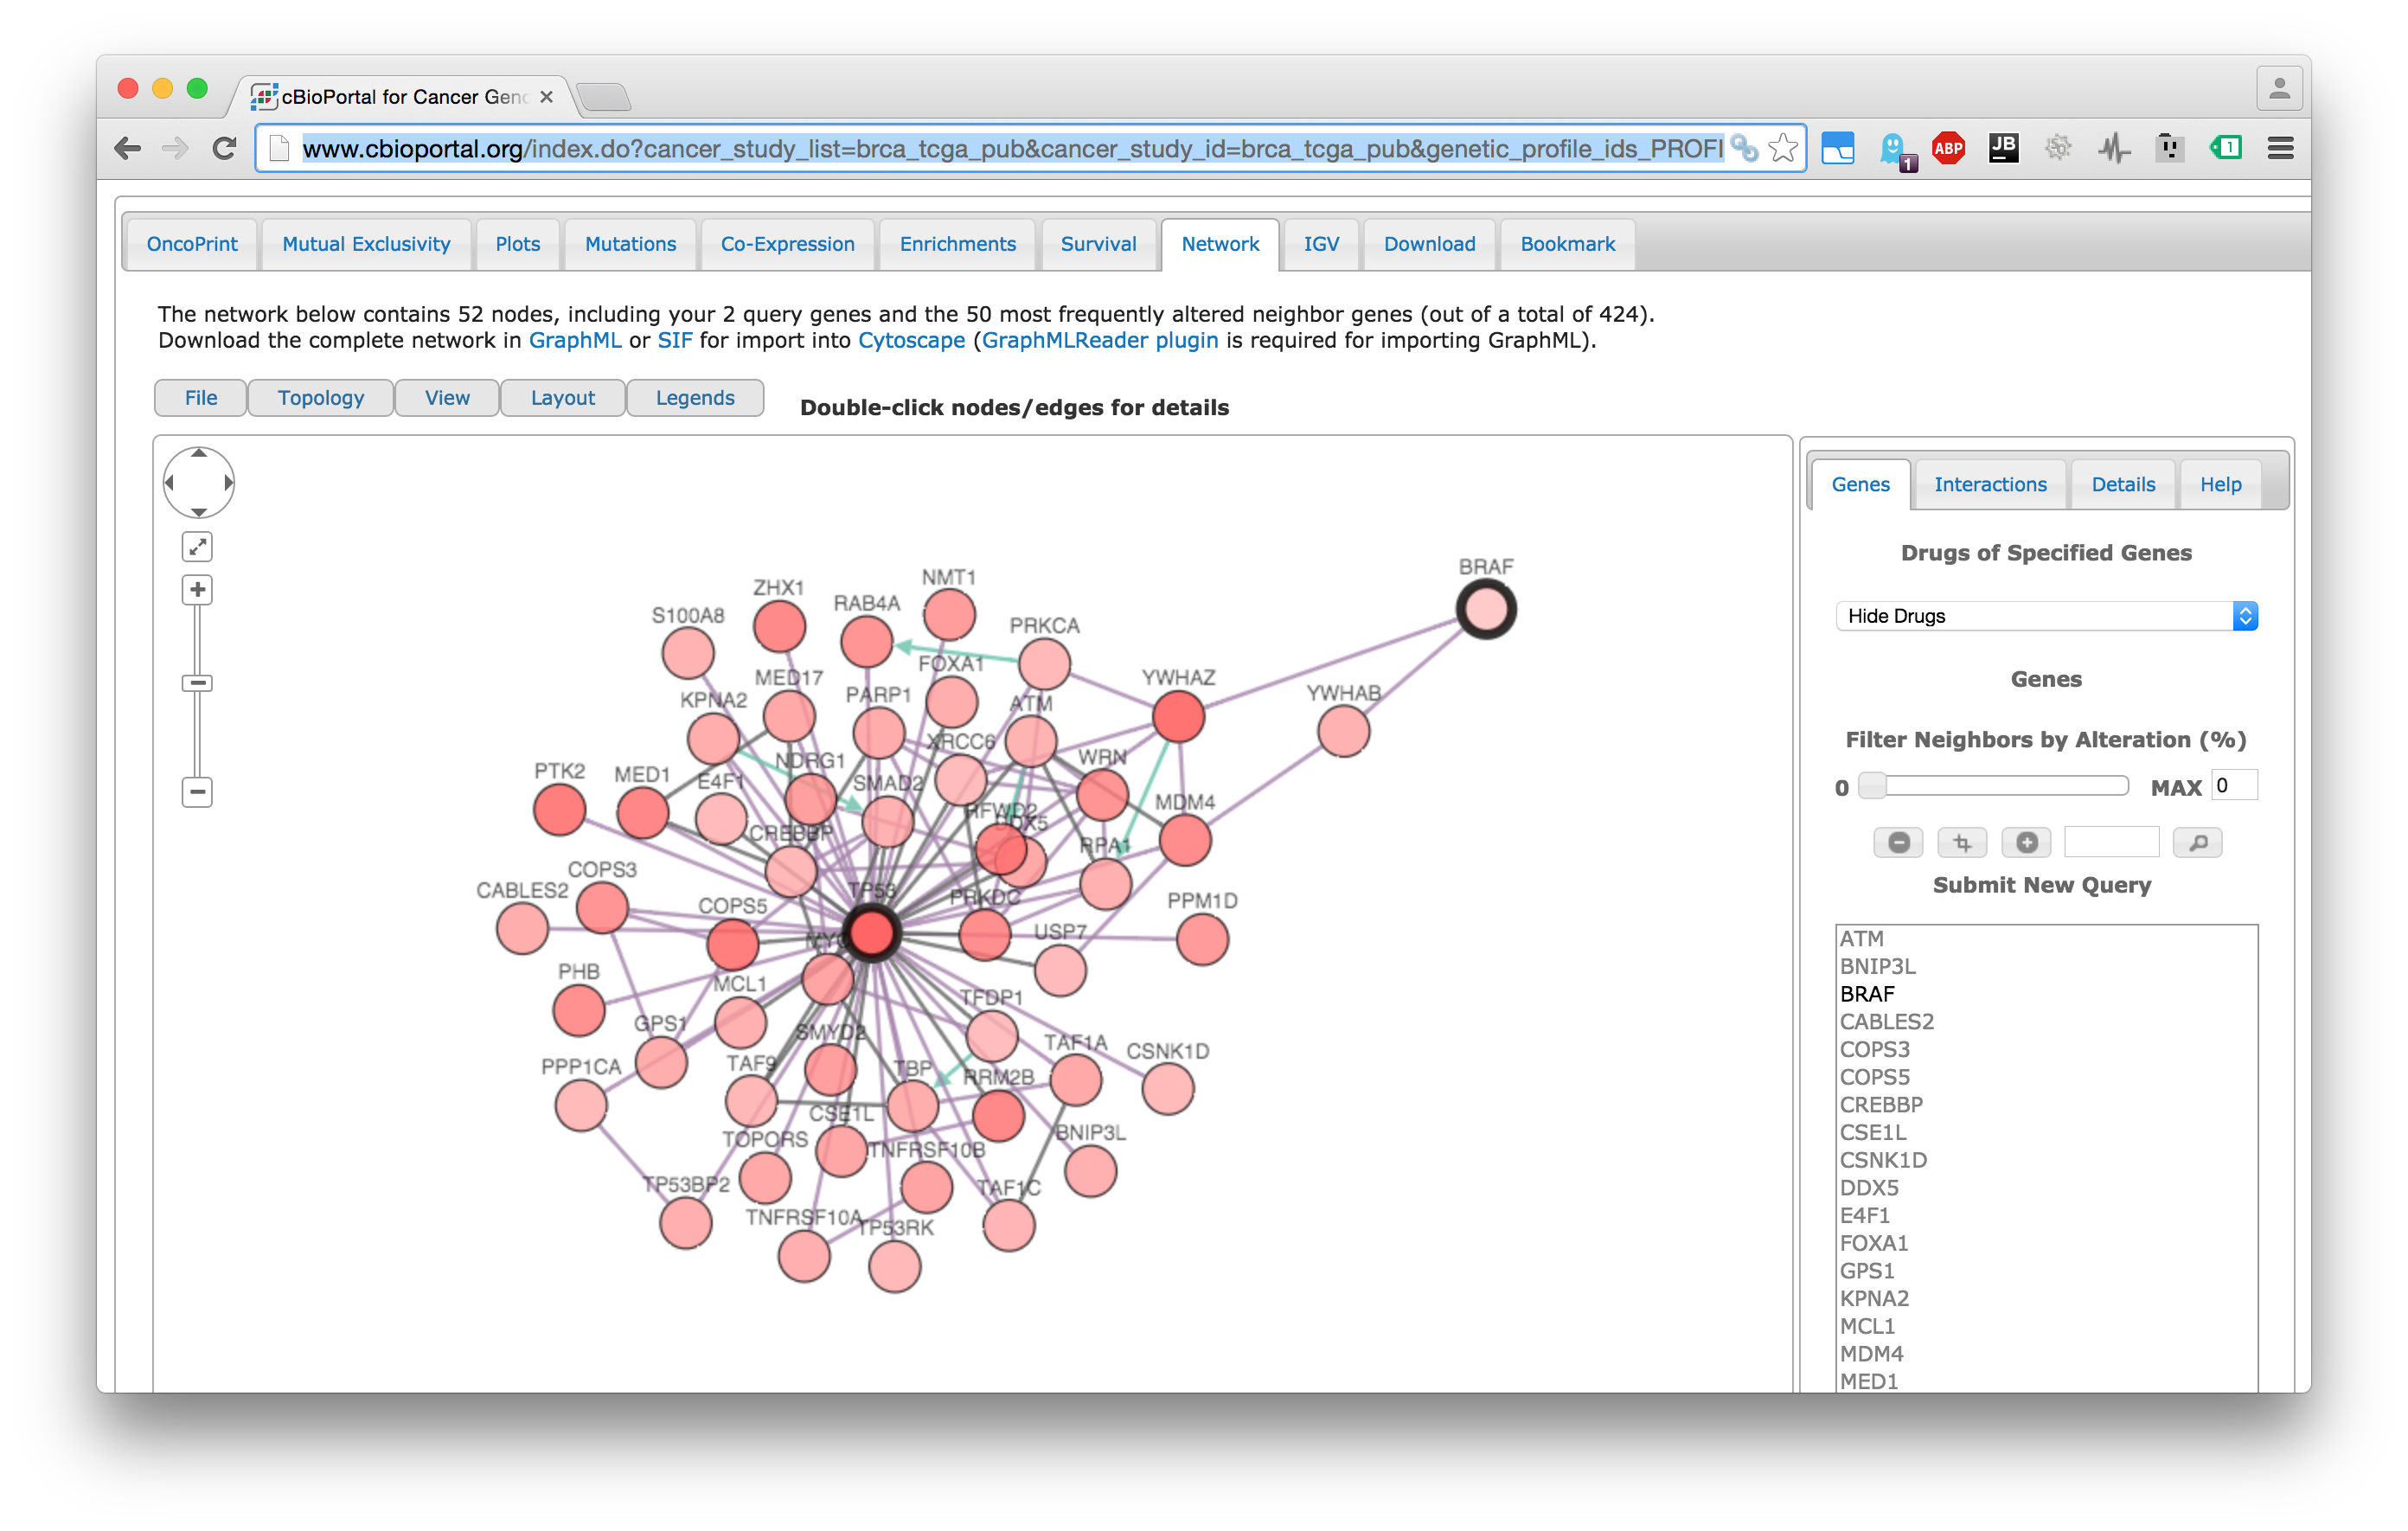 cBioPortal for Cancer Geno
www.cbioportal.org/index.do?cancer_study_list=brca_tcga_pub&cancer_study_id=brca_tcga_pub&genetic_profile_ids_PROFI
1 ABP JB 1
OncoPrint Mutual Exclusivity Plots Mutations Co-Expression Enrichments Survival Network IGV Download Bookmark
The network below contains 52 nodes, including your 2 query genes and the 50 most frequently altered neighbor genes (out of a total of 424).
Download the complete network in GraphML or SIF for import into Cytoscape (GraphMLReader plugin is required for importing GraphML).
File Topology View Layout Legends
Double-click nodes/edges for details
BRAF
NMT1
ZHX1
RAB4A
S100A8
PRKCA
FOXA1
MED17
YWHAZ
PARP1
YWHAB
KPNA2
ATM
XRCC6
WRN
NDRG1
PTK2
MED1
E4F1
SMAD2
MDM4
RFWD2
DDX5
CREBBP
RPA1
COPS3
CABLES2
TP53
PRKDC
PPM1D
COPS5
USP7
MYC
PHB
MCL1
TFDP1
GPS1
SMYD2
TAF1A
CSNK1D
PPP1CA
TAF9
TBP
RRM2B
CSE1L
BNIP3L
TOPORS
TNFRSF10B
TP53BP2
TAF1C
TNFRSF10A
TP53RK
Genes Interactions Details Help
Drugs of Specified Genes
Hide Drugs
Genes
Filter Neighbors by Alteration (%)
0 MAX 0
Submit New Query
ATM
BNIP3L
BRAF
CABLES2
COPS3
COPS5
CREBBP
CSE1L
CSNK1D
DDX5
E4F1
FOXA1
GPS1
KPNA2
MCL1
MDM4
MED1